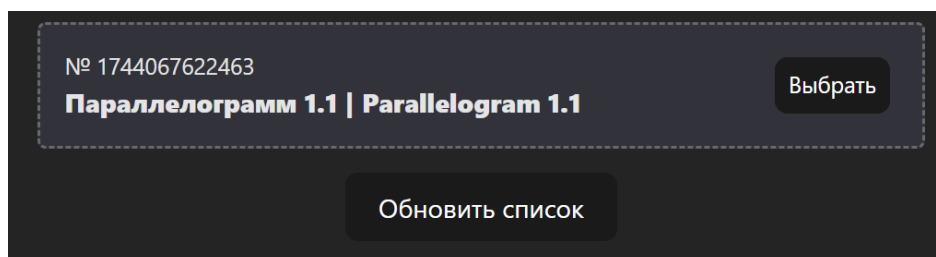 № 1744067622463
Параллелограмм 1.1 | Parallelogram 1.1
Выбрать
Обновить список